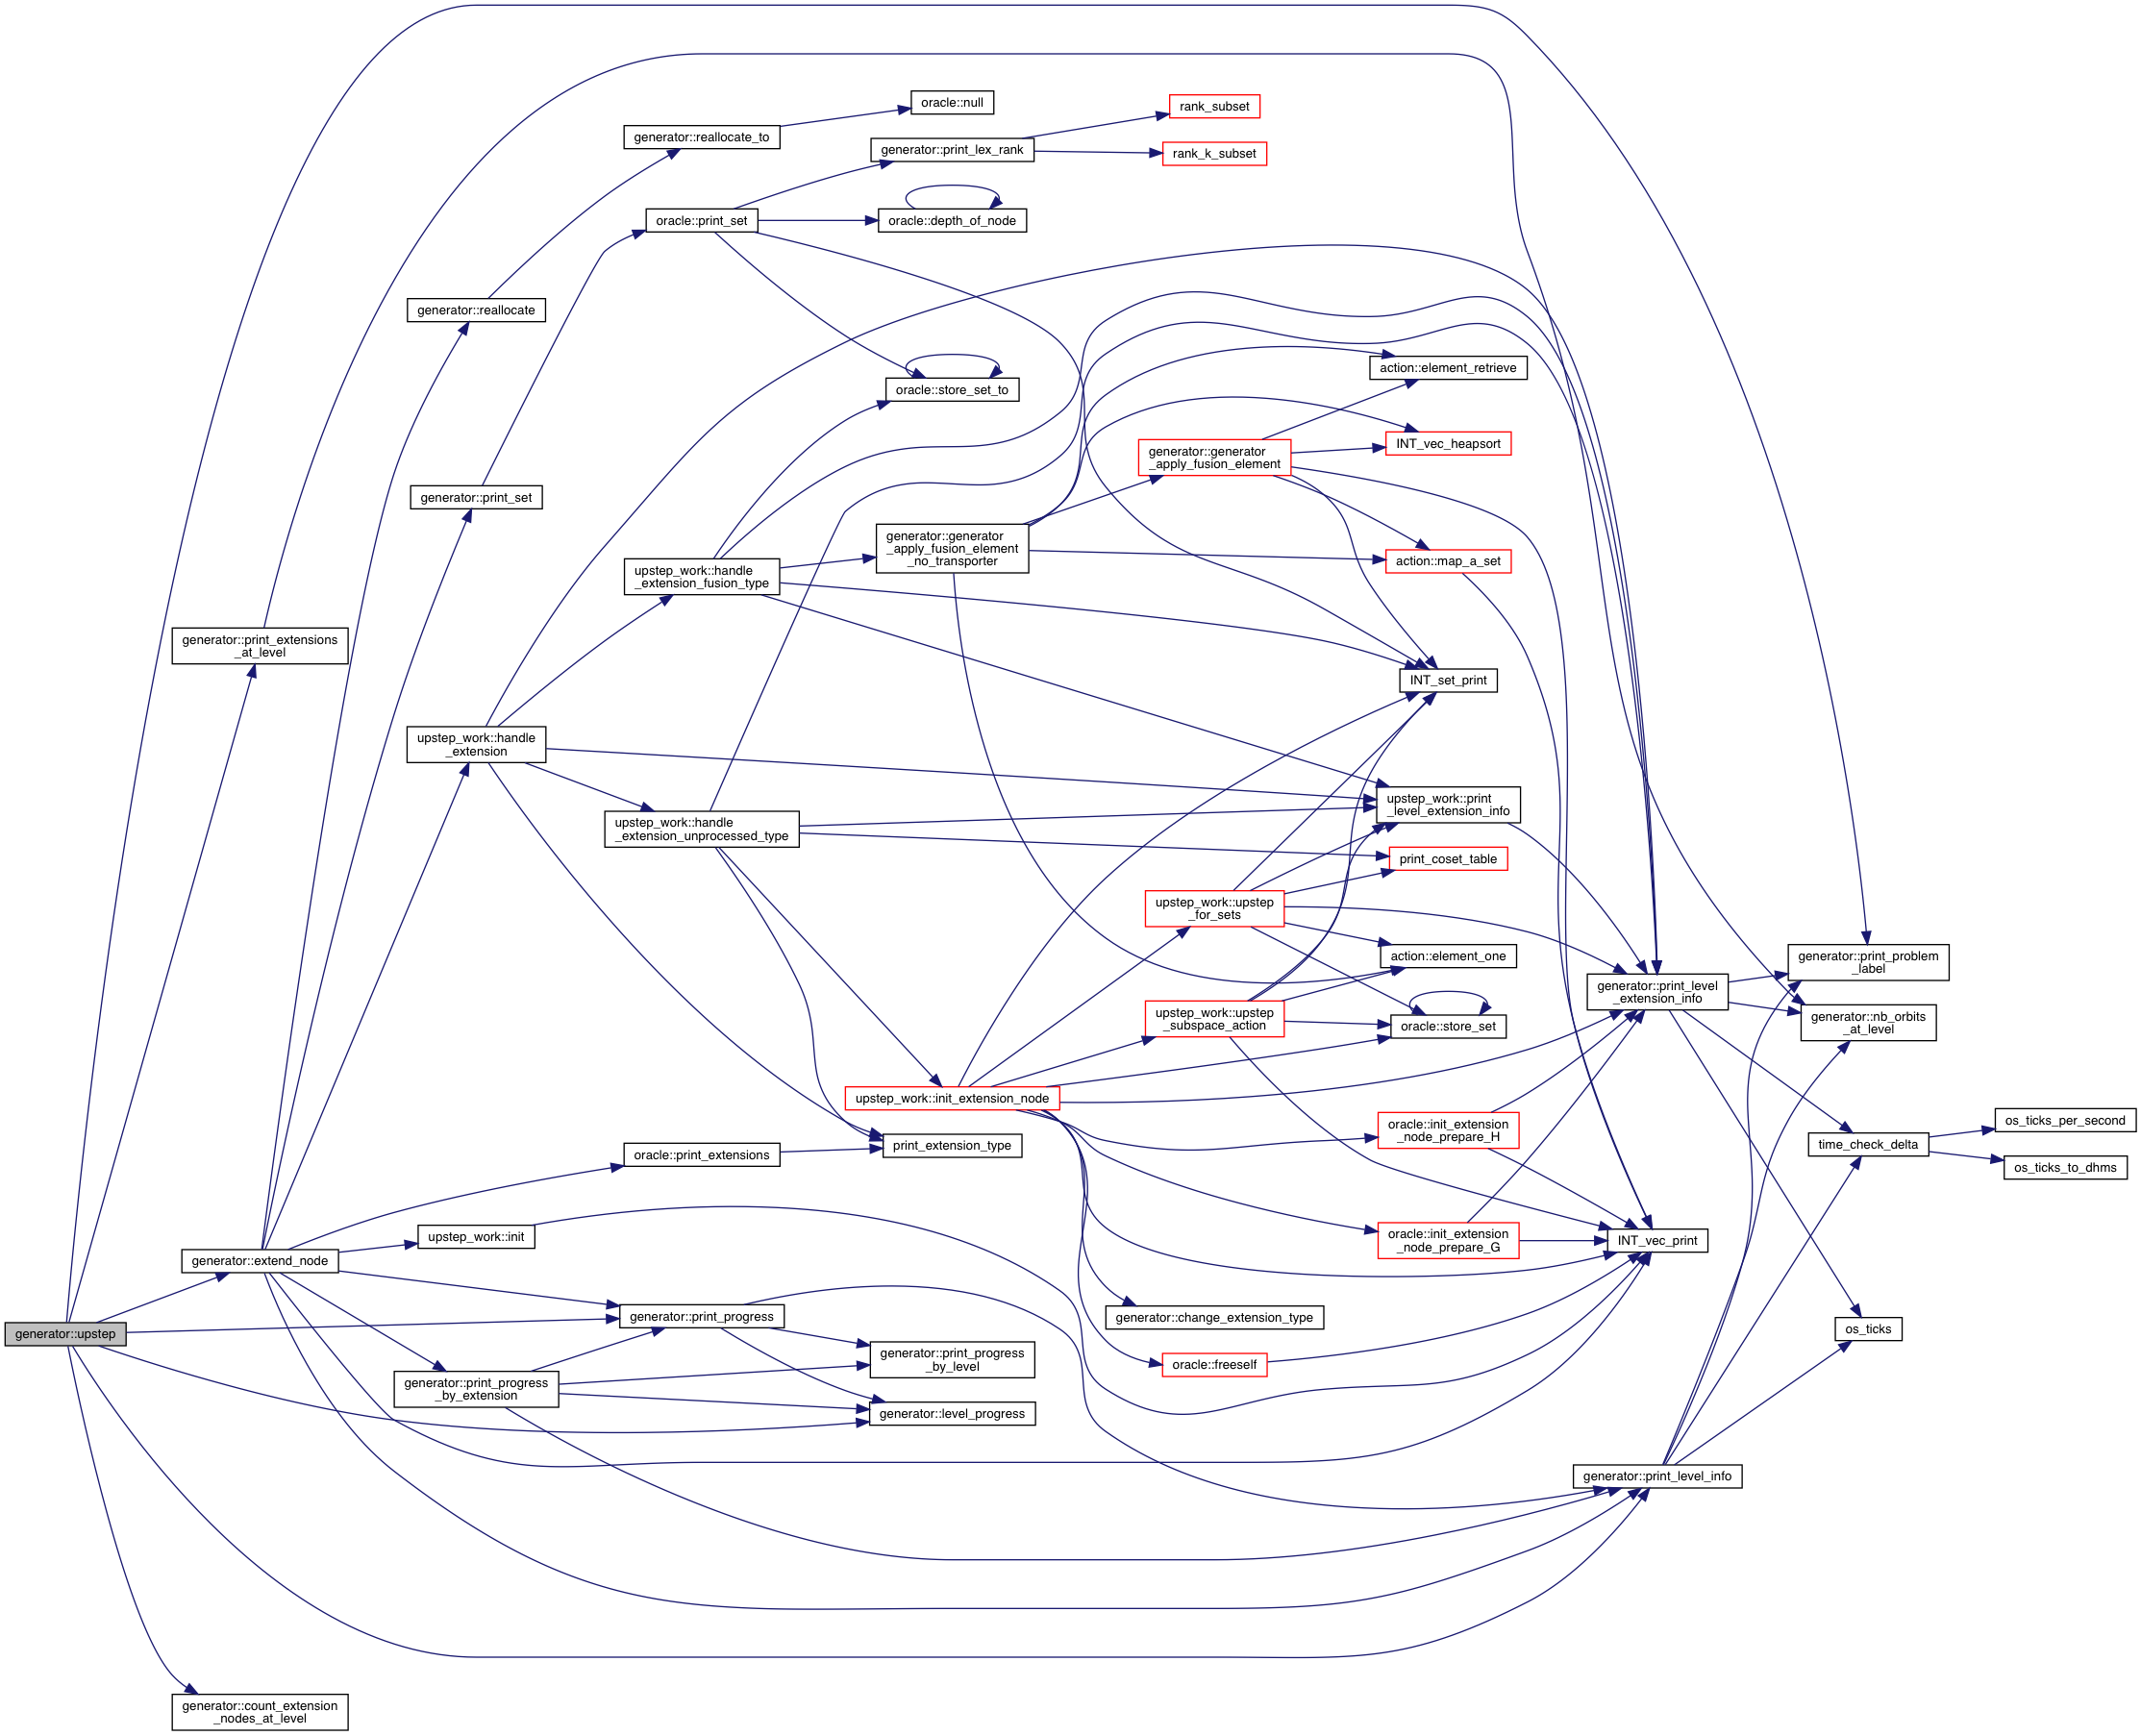 oracle::null
rank_subset
generator::reallocate_to
generator::print_lex_rank
rank_k_subset
oracle::print_set
oracle::depth_of_node
generator::reallocate
action::element_retrieve
oracle::store_set_to
INT_vec_heapsort
generator::generator
_apply_fusion_element
generator::print_set
generator::generator
_apply_fusion_element
_no_transporter
action::map_a_set
upstep_work::handle
_extension_fusion_type
generator::print_extensions
_at_level
INT_set_print
upstep_work::handle
_extension
upstep_work::print
_level_extension_info
upstep_work::handle
_extension_unprocessed_type
print_coset_table
upstep_work::upstep
_for_sets
action::element_one
generator::print_problem
_label
generator::print_level
_extension_info
upstep_work::upstep
_subspace_action
oracle::store_set
generator::nb_orbits
_at_level
upstep_work::init_extension_node
os_ticks_per_second
oracle::init_extension
_node_prepare_H
time_check_delta
print_extension_type
oracle::print_extensions
os_ticks_to_dhms
upstep_work::init
oracle::init_extension
_node_prepare_G
INT_vec_print
generator::extend_node
generator::print_progress
generator::change_extension_type
os_ticks
generator::upstep
generator::print_progress
_by_level
oracle::freeself
generator::print_progress
_by_extension
generator::level_progress
generator::print_level_info
generator::count_extension
_nodes_at_level